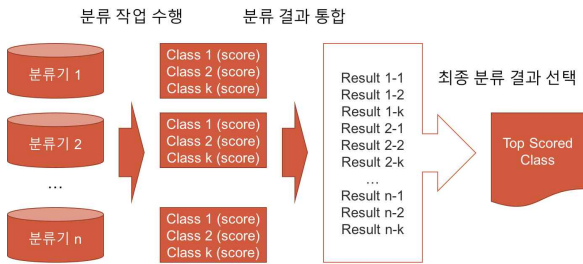 분류 작업 수행
분류 결과 통합
분류기 1
Class 1 (score)
Class 2 (score)
Class k (score)
분류기 2
Class 1 (score)
Class 2 (score)
Class k (score)
...
분류기 n
Class 1 (score)
Class 2 (score)
Class k (score)
Result 1-1
Result 1-2
Result 1-k
Result 2-1
Result 2-2
Result 2-k
...
Result n-1
Result n-2
Result n-k
최종 분류 결과 선택
Top Scored
Class